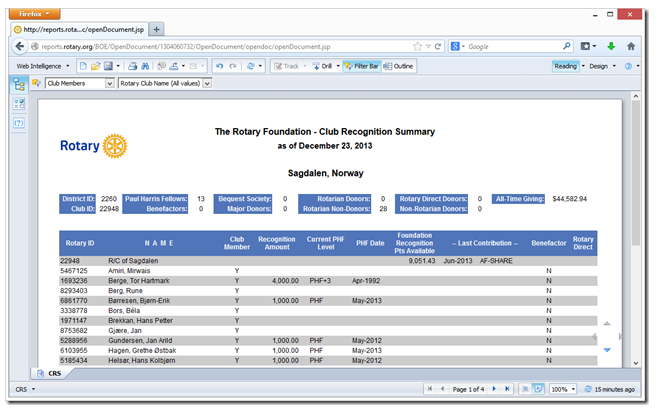 Firefox
http://reports.rota...c/openDocument.jsp
reports.rotary.org/BOE/OpenDocument/1304060732/OpenDocument/opendoc/openDocument.jsp
Google
Web Intelligence
Track
Drill
Filter Bar
Outline
Reading
Design
Club Members
Rotary Club Name (All values)
Rotary
The Rotary Foundation - Club Recognition Summary
as of December 23, 2013
Sagdalen, Norway
District ID: 2260 Paul Harris Fellows: 13 Bequest Society: 0 Rotarian Donors: 0 Rotary Direct Donors: 0 All-Time Giving: $44,582.94
Club ID: 22948 Benefactors: 0 Major Donors: 0 Rotarian Non-Donors: 28 Non-Rotarian Donors: 0
Rotary ID N A M E Club Member Recognition Amount Current PHF Level PHF Date Foundation Recognition Pts Available -- Last Contribution -- Benefactor Rotary Direct
22948 R/C of Sagdalen 9,051.43 Jun-2013 AF-SHARE
5467125 Amiri, Mirwais Y N
1693236 Berge, Tor Hartmark Y 4,000.00 PHF+3 Apr-1992 N
8293403 Berg, Rune Y N
6861770 Børresen, Bjørn-Erik Y 1,000.00 PHF May-2013 N
3338778 Bors, Béla Y N
1971147 Brekkan, Hans Petter Y N
8753682 Gjære, Jan Y N
5288956 Gundersen, Jan Arild Y 1,000.00 PHF May-2012 N
6103955 Hagen, Grethe Østbak Y 1,000.00 PHF May-2013 N
5185434 Helsør, Hans Kolbjørn Y 1,000.00 PHF May-2012 N
CRS
CRS
Page 1 of 4
100%
15 minutes ago